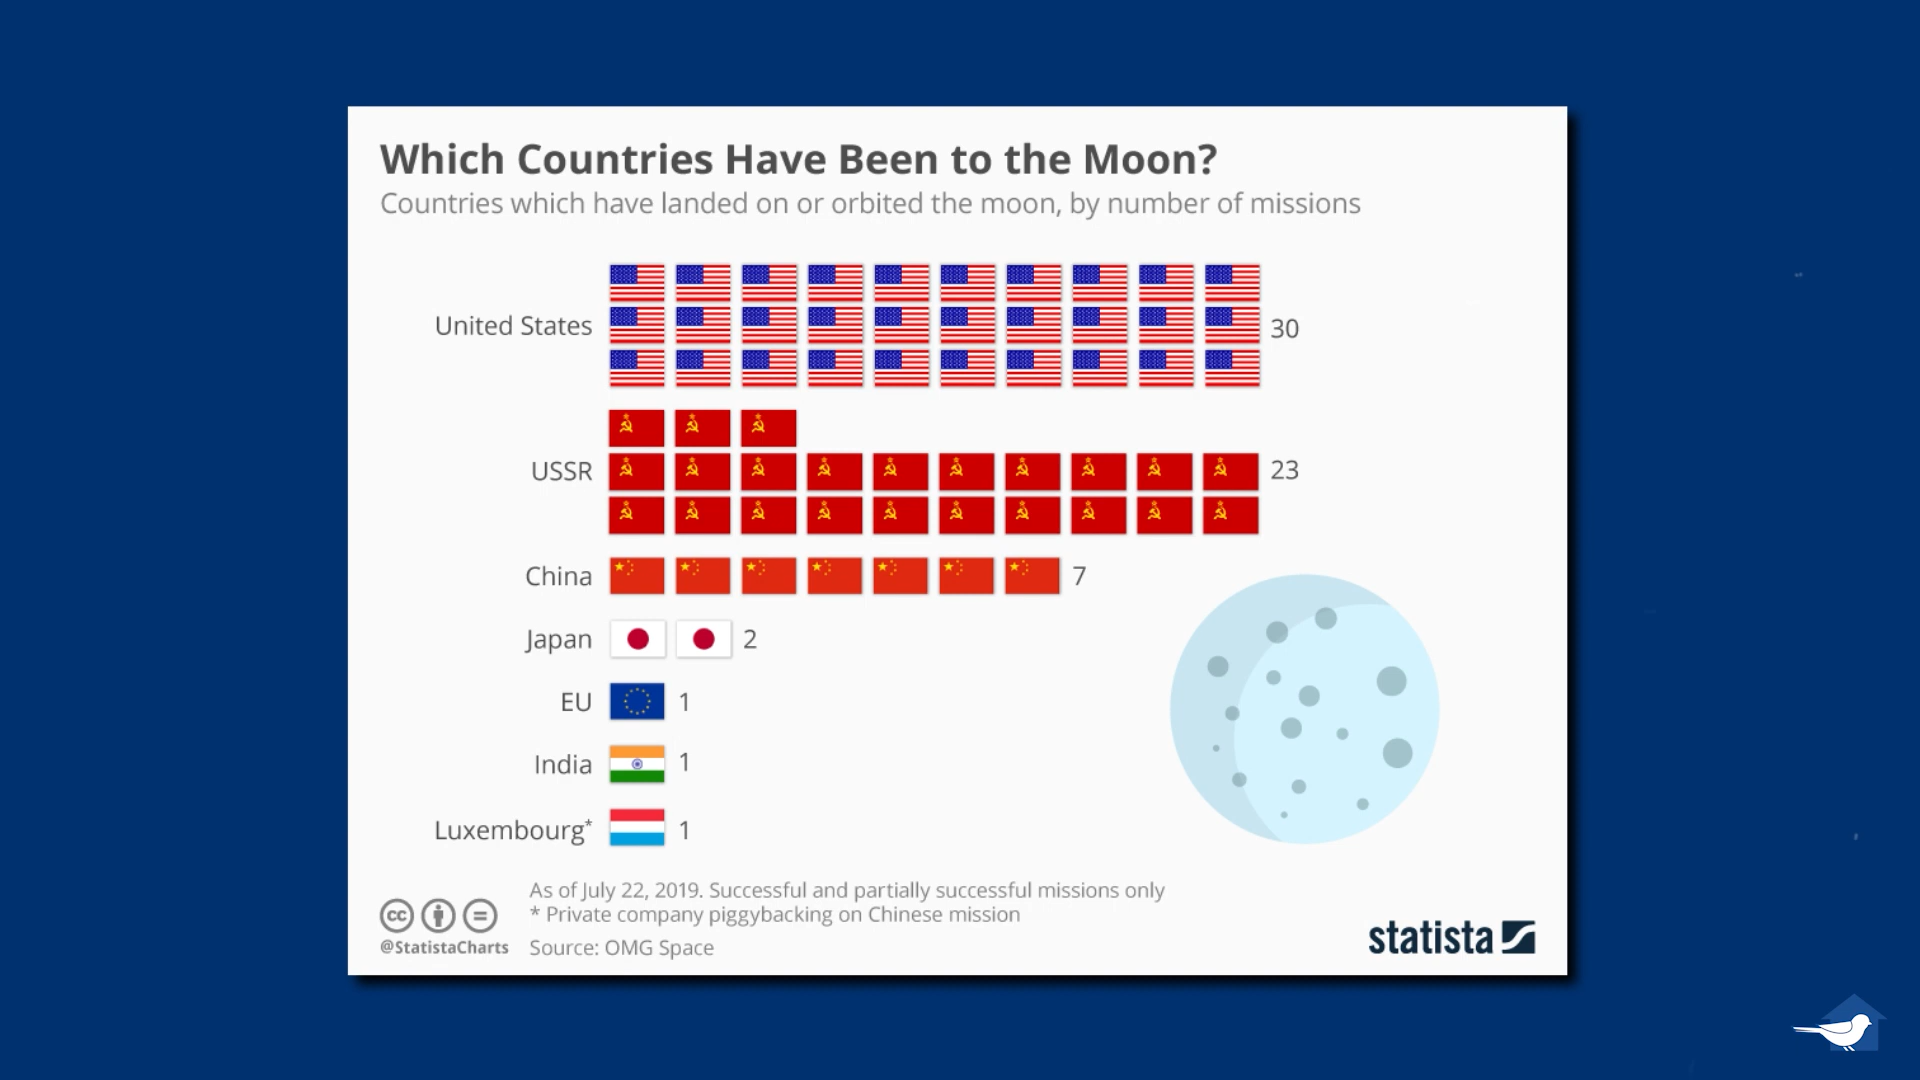 Which Countries Have Been to the Moon?
Countries which have landed on or orbited the moon, by number of missions
United States 30
USSR 23
China 7
Japan 2
EU 1
India 1
Luxembourg* 1
As of July 22, 2019. Successful and partially successful missions only
* Private company piggybacking on Chinese mission
cc
@StatistaCharts Source: OMG Space
statista